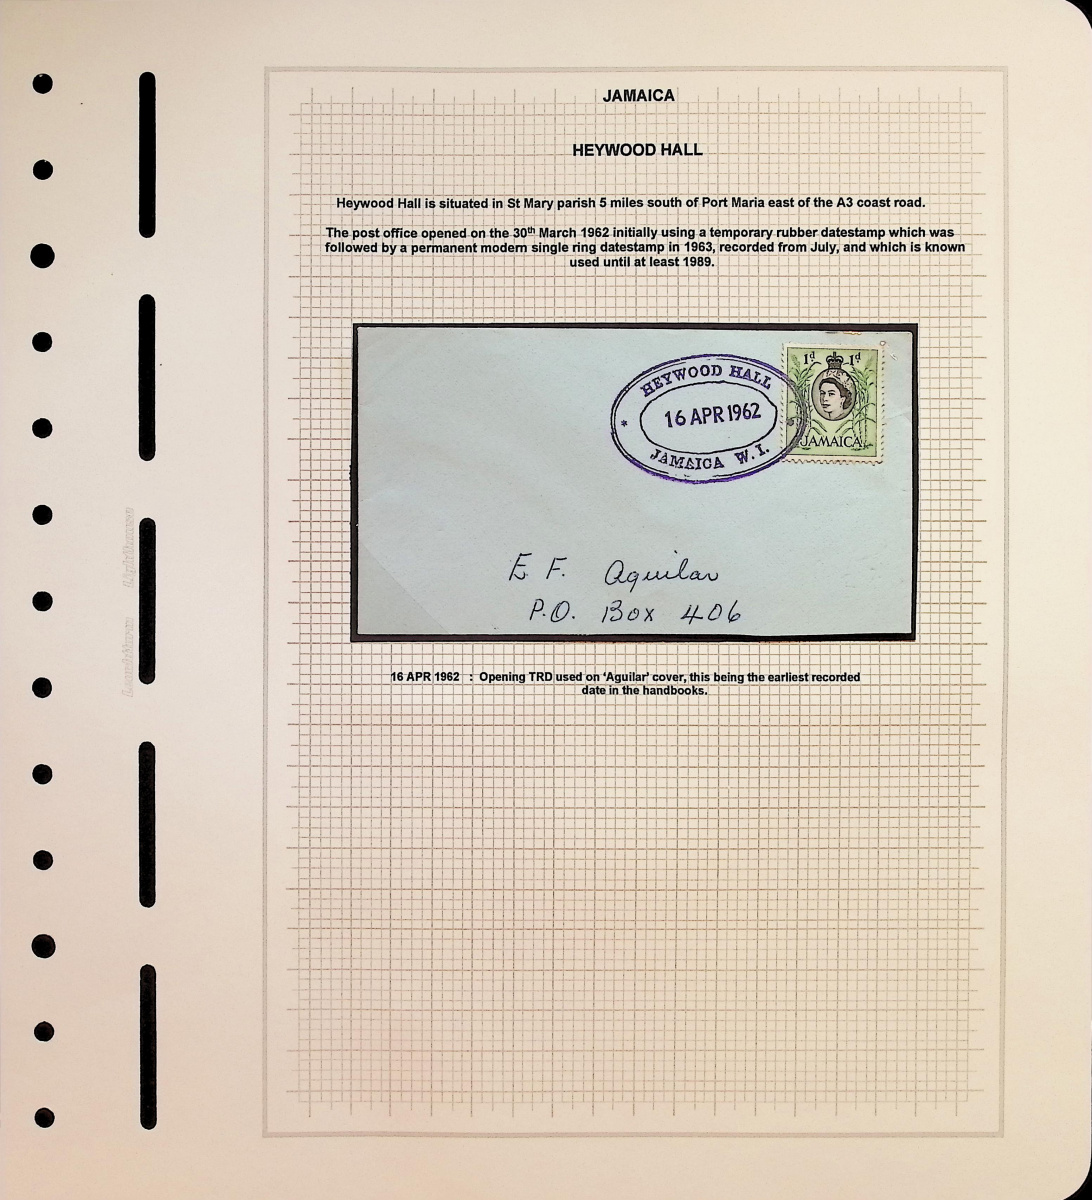 JAMAICA
HEYWOOD HALL
Heywood Hall is situated in St Mary parish 5 miles south of Port Maria east of the A3 coast road.
The post office opened on the 30th March 1962 initially using a temporary rubber datestamp which was
followed by a permanent modern single ring datestamp in 1963, recorded from July, and which is known
used until at least 1989.
HEYWOOD HALL
16 APR 1962
* JAMAICA W. I. *
1d 1d
JAMAICA
E. F. Aguilar
P.O. Box 406
16 APR 1962 : Opening TRD used on ‘Aguilar’ cover, this being the earliest recorded
date in the handbooks.